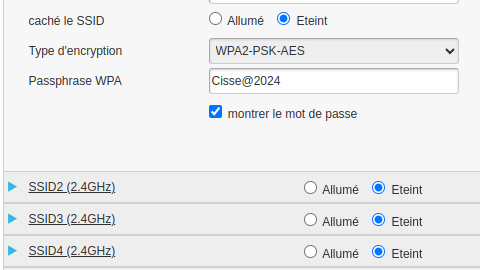 caché le SSID Allumé Eteint
Type d'encryption WPA2-PSK-AES
Passphrase WPA Cisse@2024
montrer le mot de passe
SSID2 (2.4GHz) Allumé Eteint
SSID3 (2.4GHz) Allumé Eteint
SSID4 (2.4GHz) Allumé Eteint